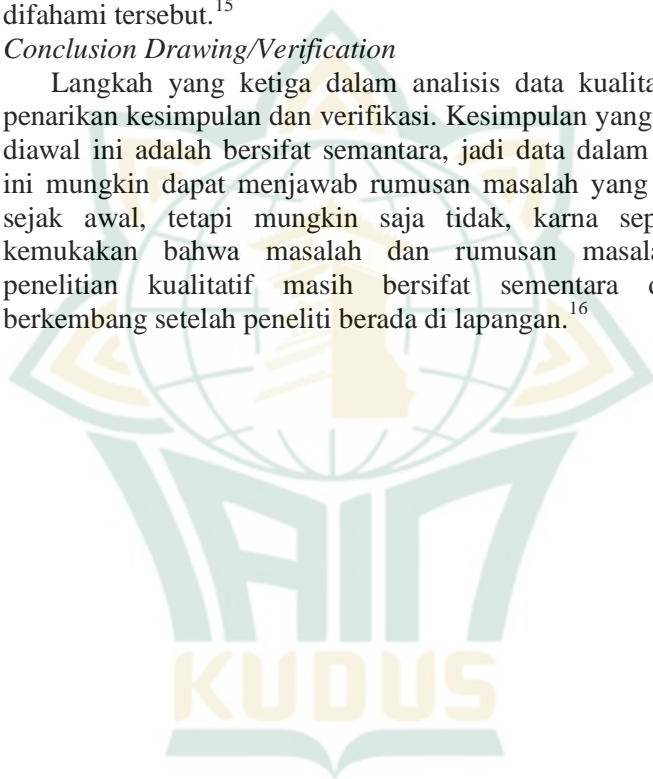 difahami tersebut.15
Conclusion Drawing/Verification
Langkah yang ketiga dalam analisis data kualita
penarikan kesimpulan dan verifikasi. Kesimpulan yang
diawal ini adalah bersifat semantara, jadi data dalam
ini mungkin dapat menjawab rumusan masalah yang
sejak awal, tetapi mungkin saja tidak, karna sep
kemukakan bahwa masalah dan rumusan masala
penelitian kualitatif masih bersifat sementara d
berkembang setelah peneliti berada di lapangan.16
IAIN
KUDUS